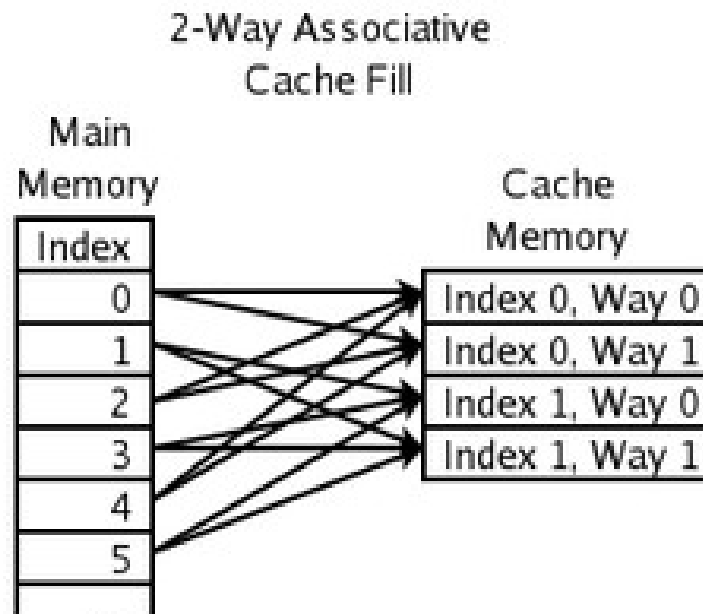 2-Way Associative
Cache Fill
Main
Memory
Index
0
1
2
3
4
5
Cache
Memory
Index 0, Way 0
Index 0, Way 1
Index 1, Way 0
Index 1, Way 1